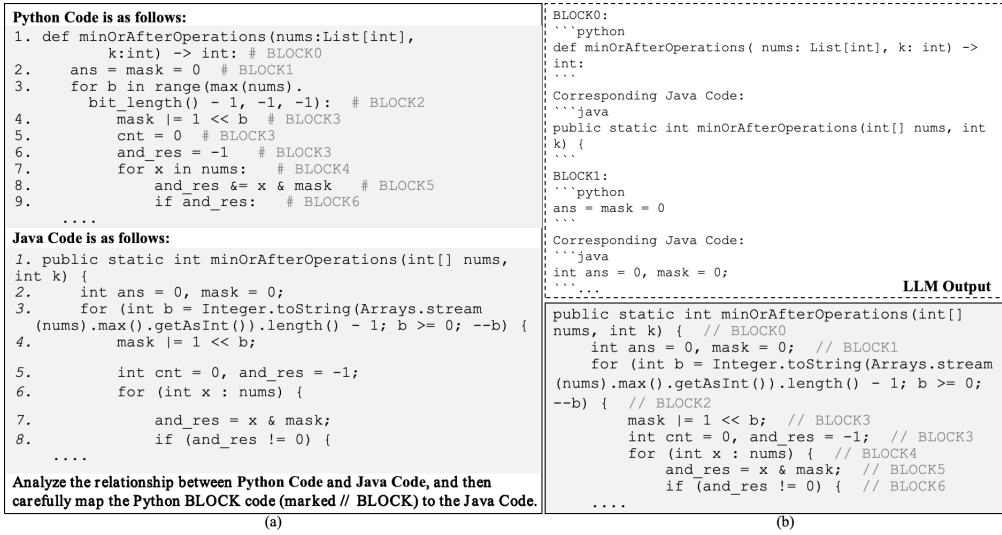 Python Code is as follows:
1. def minOrAfterOperations(nums:List[int],
k:int) -> int: # BLOCK0
2. ans = mask = 0 # BLOCK1
3. for b in range(max(nums).
bit_length() - 1, -1, -1): # BLOCK2
4. mask |= 1 << b # BLOCK3
5. cnt = 0 # BLOCK3
6. and_res = -1 # BLOCK3
7. for x in nums: # BLOCK4
8. and_res &= x & mask # BLOCK5
9. if and_res: # BLOCK6
....
Java Code is as follows:
1. public static int minOrAfterOperations(int[] nums,
int k) {
2. int ans = 0, mask = 0;
3. for (int b = Integer.toString(Arrays.stream
(nums).max().getAsInt()).length() - 1; b >= 0; --b) {
4. mask |= 1 << b;
5. int cnt = 0, and_res = -1;
6. for (int x : nums) {
7. and_res = x & mask;
8. if (and_res != 0) {
....
Analyze the relationship between Python Code and Java Code, and then
carefully map the Python BLOCK code (marked // BLOCK) to the Java Code.
(a)
BLOCK0:
```python
def minOrAfterOperations( nums: List[int], k: int) ->
int:
```
Corresponding Java Code:
```java
public static int minOrAfterOperations(int[] nums, int
k) {
```
BLOCK1:
```python
ans = mask = 0
```
Corresponding Java Code:
```java
int ans = 0, mask = 0;
```...
LLM Output
public static int minOrAfterOperations(int[]
nums, int k) { // BLOCK0
int ans = 0, mask = 0; // BLOCK1
for (int b = Integer.toString(Arrays.stream
(nums).max().getAsInt()).length() - 1; b >= 0;
--b) { // BLOCK2
mask |= 1 << b; // BLOCK3
int cnt = 0, and_res = -1; // BLOCK3
for (int x : nums) { // BLOCK4
and_res = x & mask; // BLOCK5
if (and_res != 0) { // BLOCK6
....
(b)